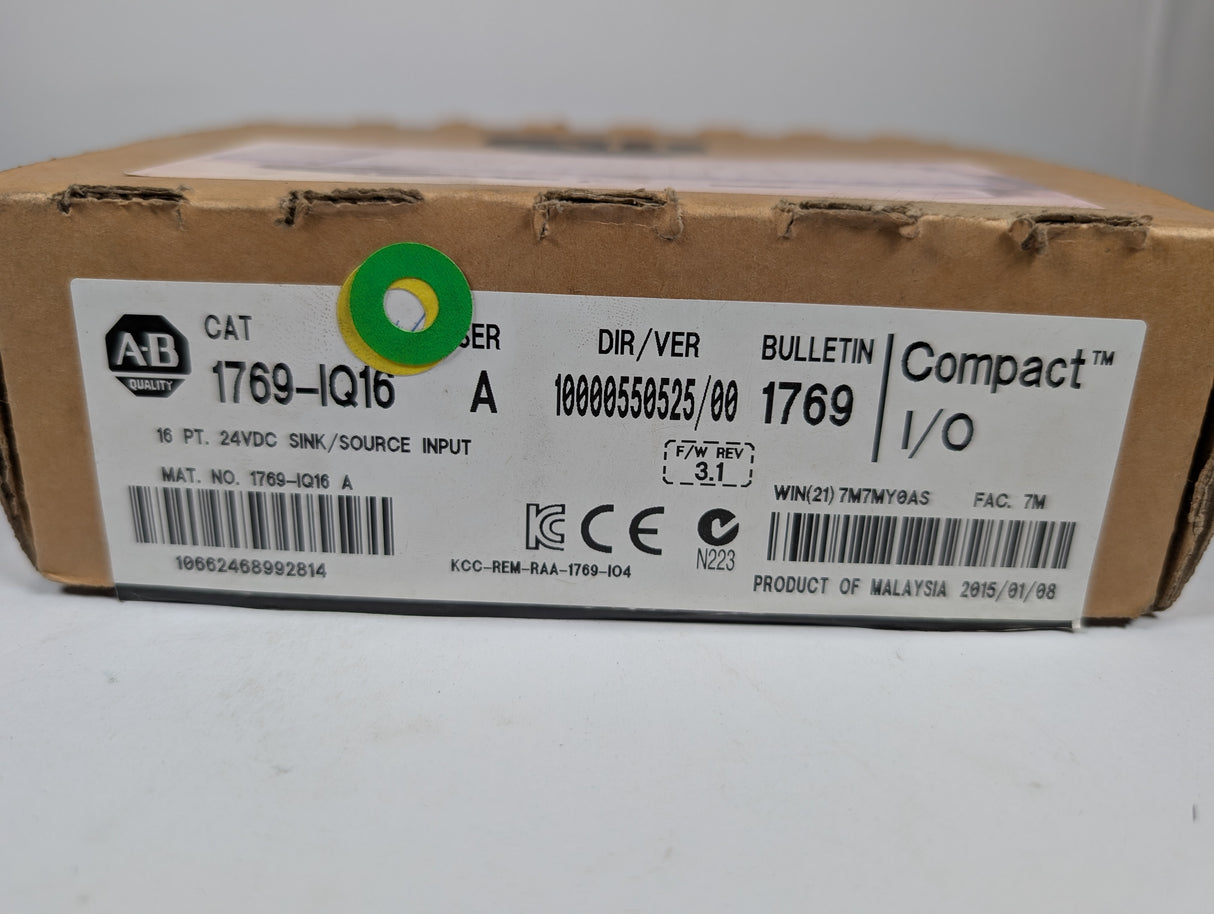 A-B
QUALITY
CAT
1769-IQ16
SER
A
DIR/VER
10000550525/00
BULLETIN
1769
Compact™
I/O
16 PT. 24VDC SINK/SOURCE INPUT
F/W REV
3.1
MAT. NO. 1769-IQ16 A
10662468992814
KC CE
KCC-REM-RAA-1769-IO4
N223
WIN(21) 7M7MY0AS FAC. 7M
PRODUCT OF MALAYSIA 2015/01/08